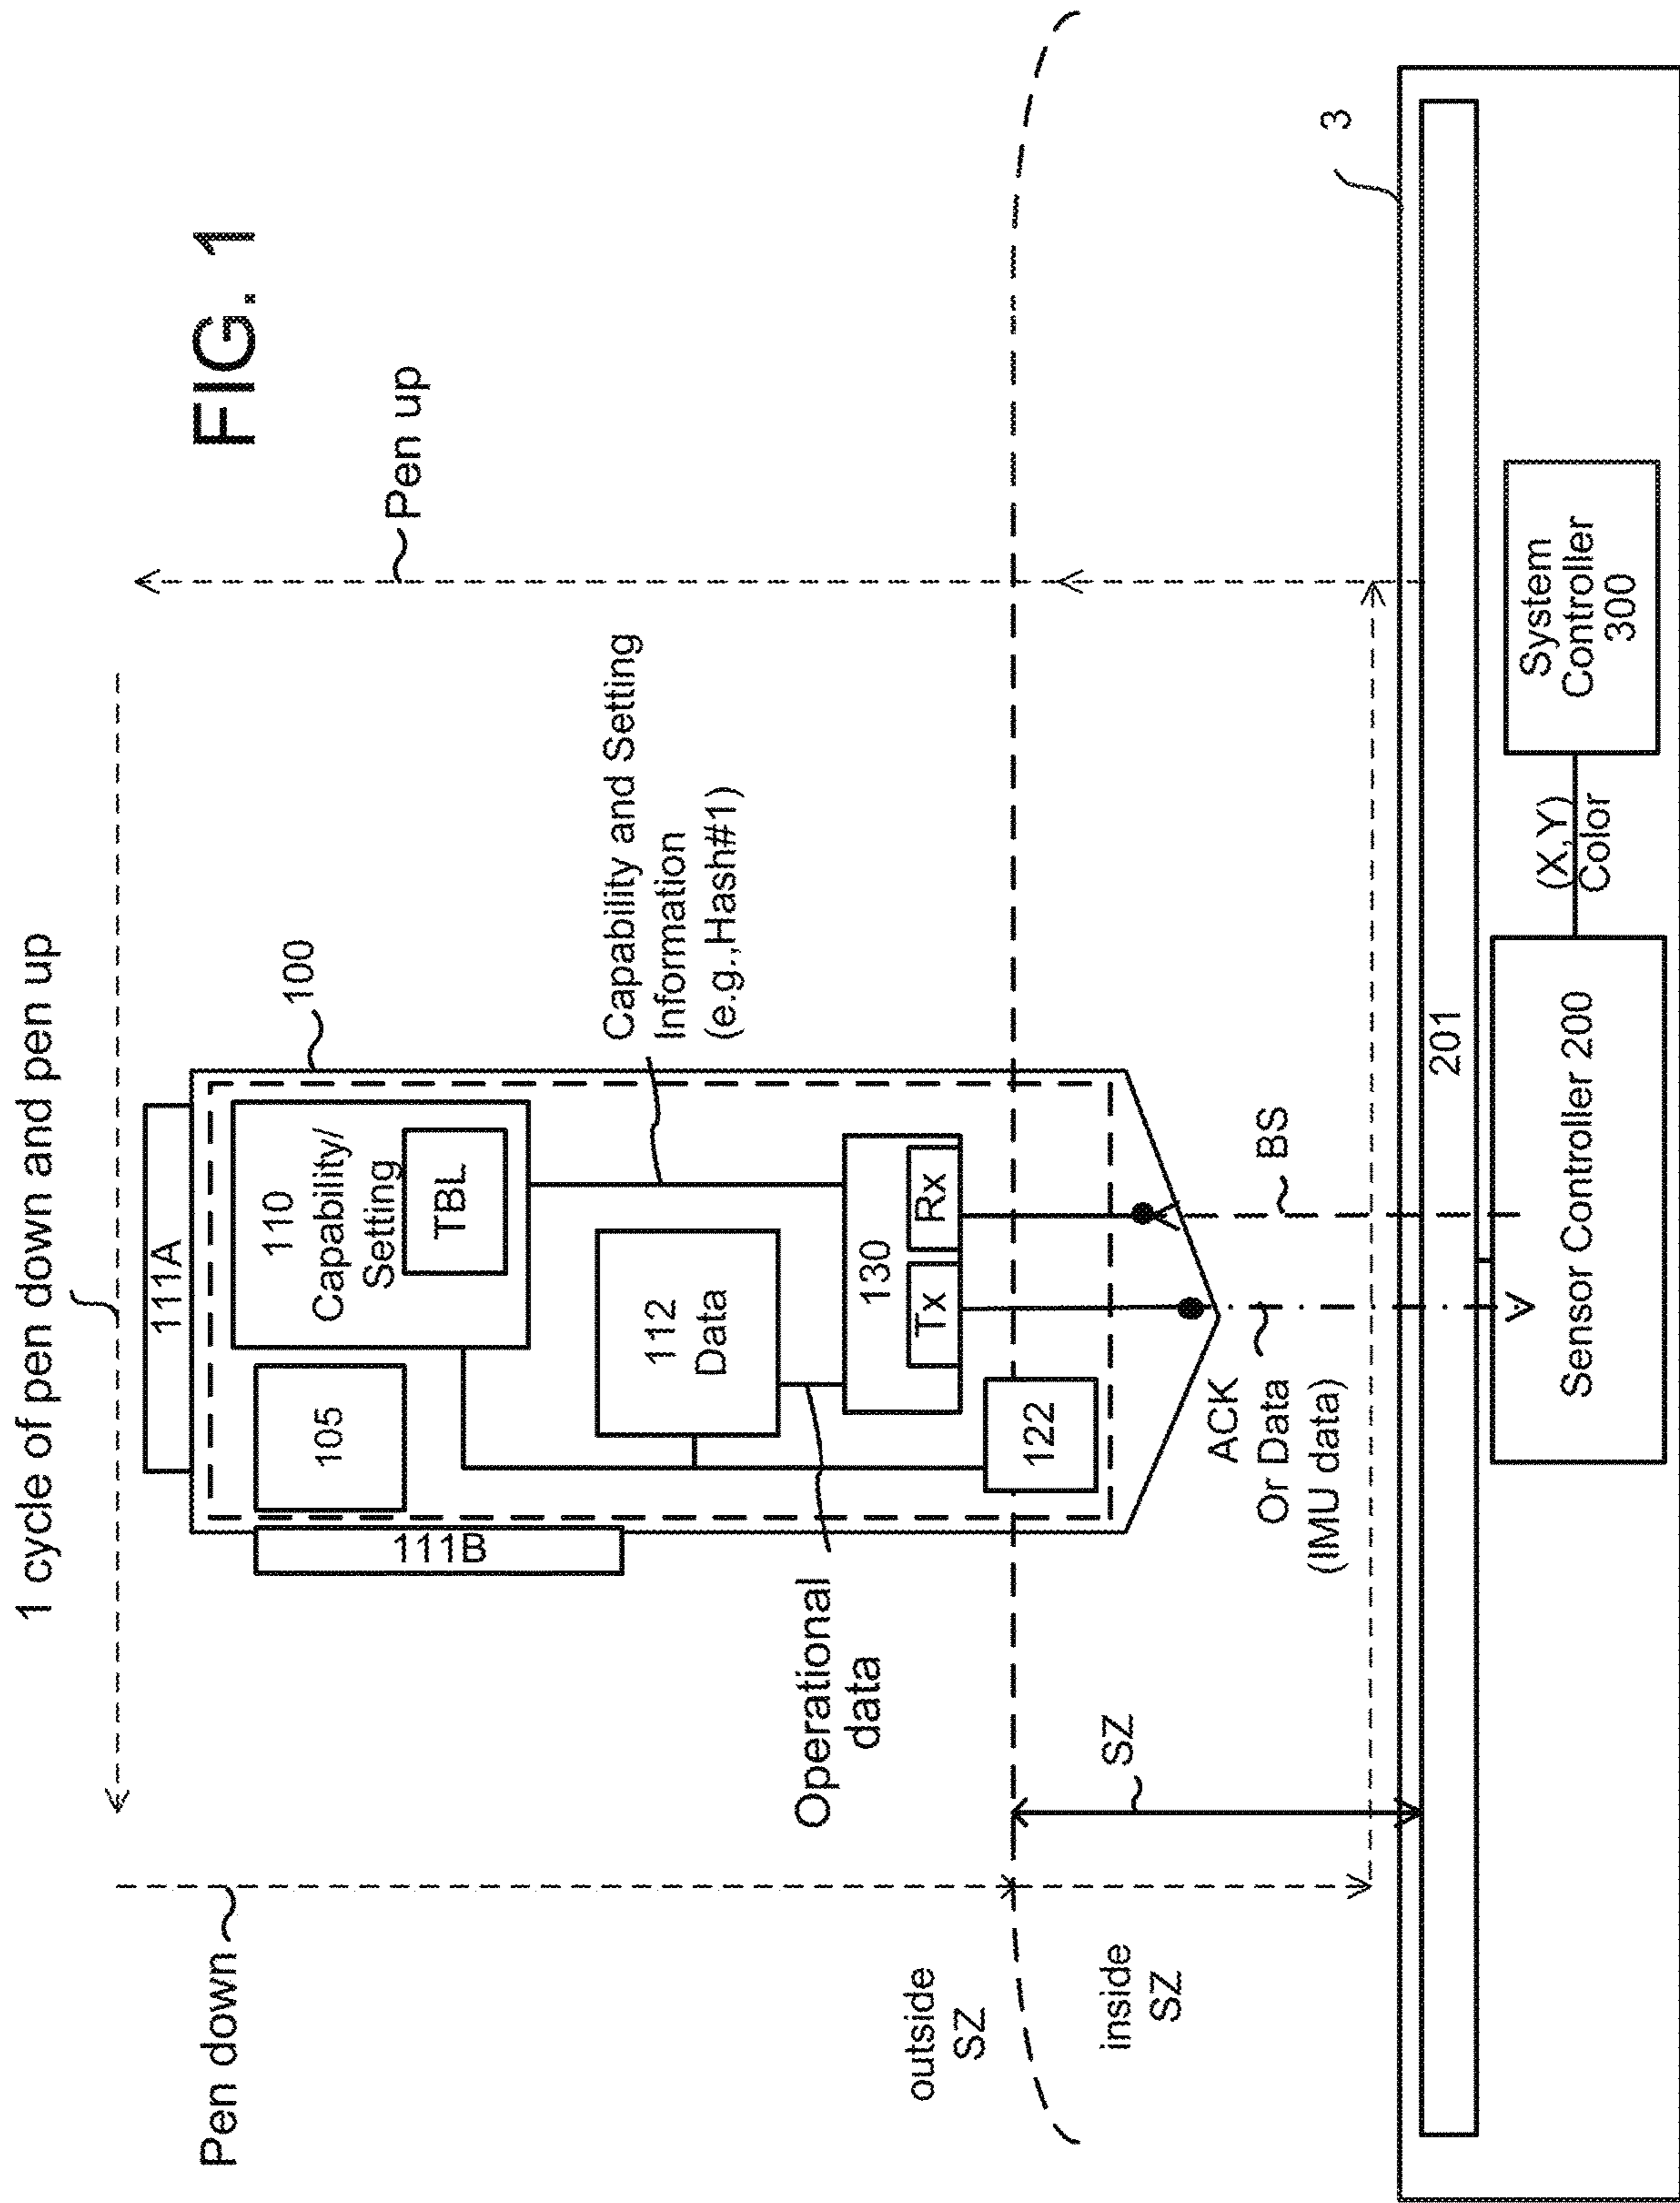 FIG. 1
1 cycle of pen down and pen up
Pen down
Pen up
111A
100
111B
105
110
Capability/
Setting
TBL
Capability and Setting
Information
(e.g.,Hash#1)
112
Data
Operational
data
130
Tx
Rx
122
outside
SZ
inside
SZ
SZ
ACK
Or Data
(IMU data)
BS
3
201
Sensor Controller 200
(X,Y)
Color
System
Controller
300